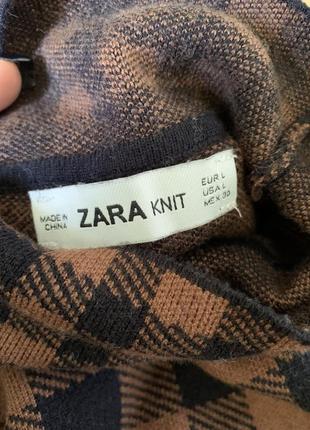 MADE IN
CHINA
ZARA KNIT
EUR L
USA L
MEX 30